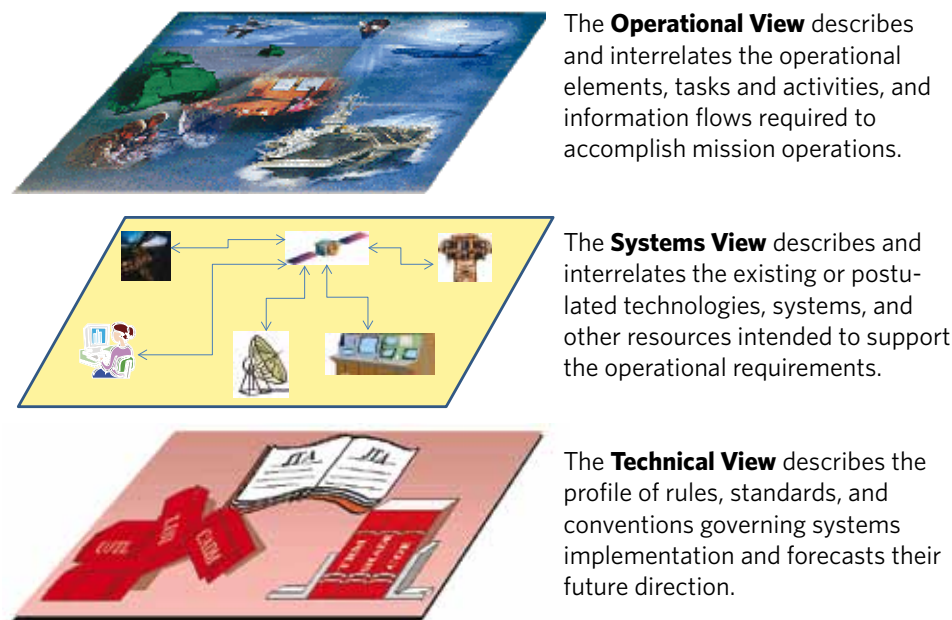 The Operational View describes
and interrelates the operational
elements, tasks and activities, and
information flows required to
accomplish mission operations.
The Systems View describes and
interrelates the existing or postu-
lated technologies, systems, and
other resources intended to support
the operational requirements.
The Technical View describes the
profile of rules, standards, and
conventions governing systems
implementation and forecasts their
future direction.
JTA JTA